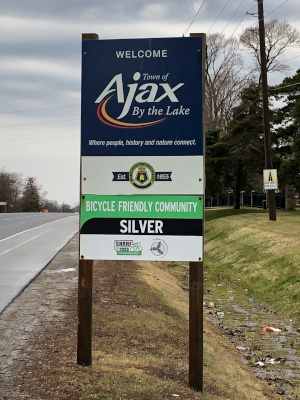 WELCOME
Town of
Ajax
By the Lake
Where people, history and nature connect.
Est. 1955
BICYCLE FRIENDLY COMMUNITY
SILVER
SHARE